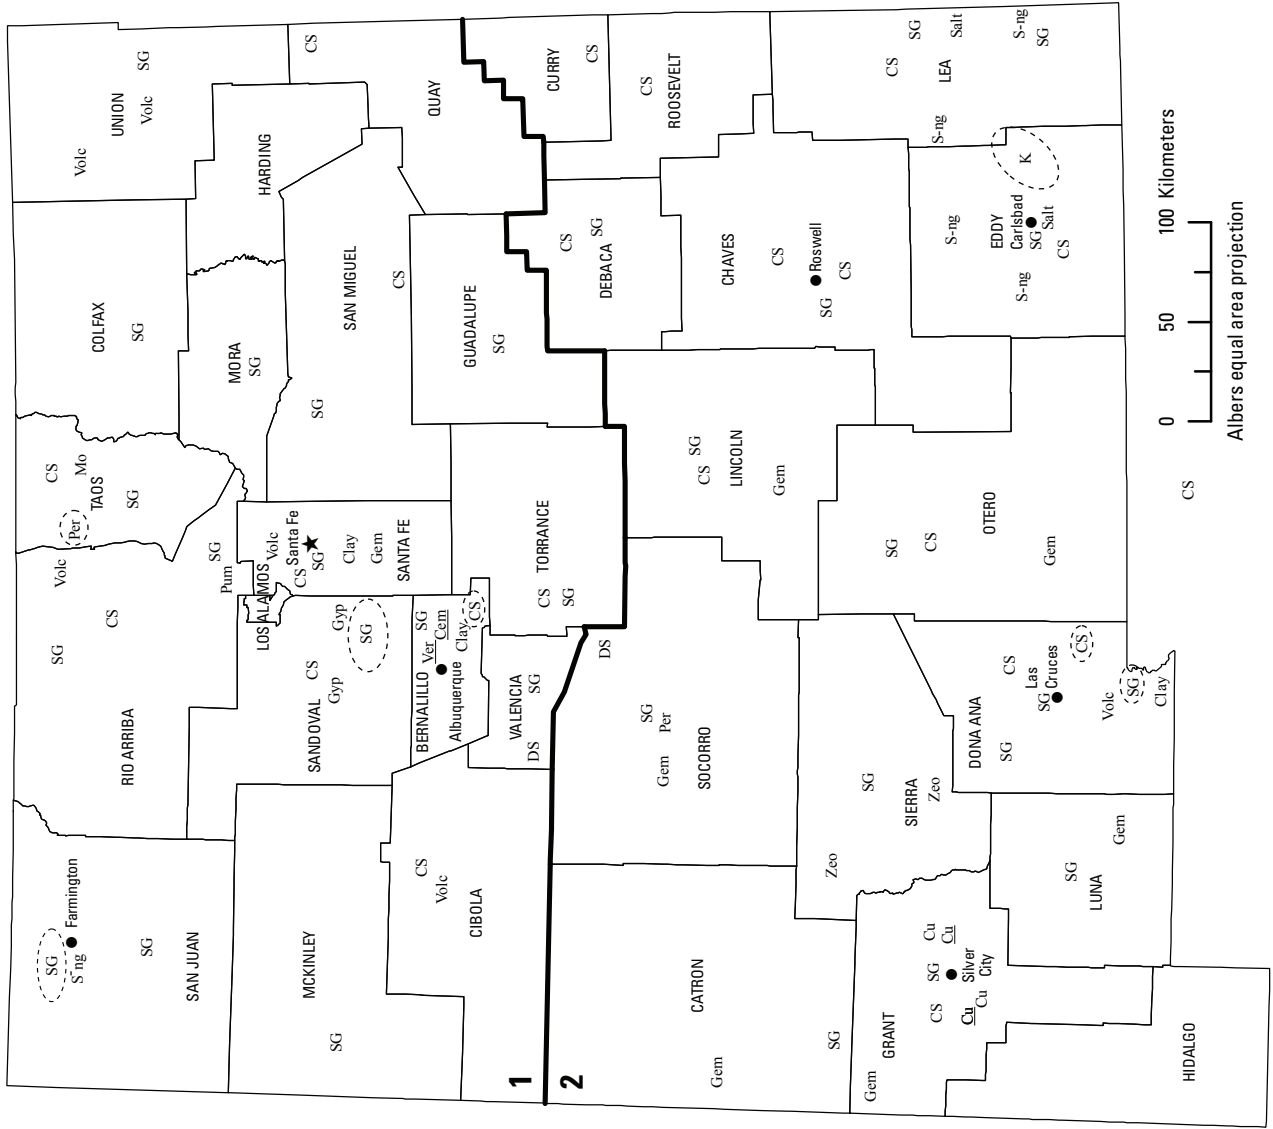 SG
Farmington
S-ng
SG
SAN JUAN
SG
RIO ARRIBA
CS
Volc
SG
Pum
Per
TAOS
CS
Mo
SG
COLFAX
SG
Volc
UNION
Volc
SG
MCKINLEY
SG
SANDOVAL
CS
Gyp
Gyp
SG
LOS ALAMOS
Volc
Santa Fe
CS
SG
Clay
Gem
SANTA FE
MORA
SG
HARDING
SAN MIGUEL
SG
CS
CS
QUAY
CIBOLA
CS
Volc
BERNALILLO
SG
Ver
Cem
Albuquerque
Clay
CS
VALENCIA
SG
DS
TORRANCE
CS
SG
GUADALUPE
SG
1
2
CURRY
CS
CATRON
Gem
SG
SOCORRO
DS
SG
Per
Gem
LINCOLN
SG
CS
Gem
DEBACA
CS
SG
ROOSEVELT
CS
CHAVES
CS
Roswell
SG
CS
GRANT
Gem
CS
SG
Cu
Cu
Silver
City
Cu
Cu
SIERRA
SG
Zeo
Zeo
DONA ANA
SG
CS
Las
Cruces
SG
CS
Volc
SG
Clay
OTERO
SG
CS
Gem
CS
EDDY
S-ng
Carlsbad
SG
Salt
CS
S-ng
K
LEA
CS
SG
Salt
S-ng
S-ng
SG
LUNA
SG
Gem
HIDALGO
0 50 100 Kilometers
Albers equal area projection